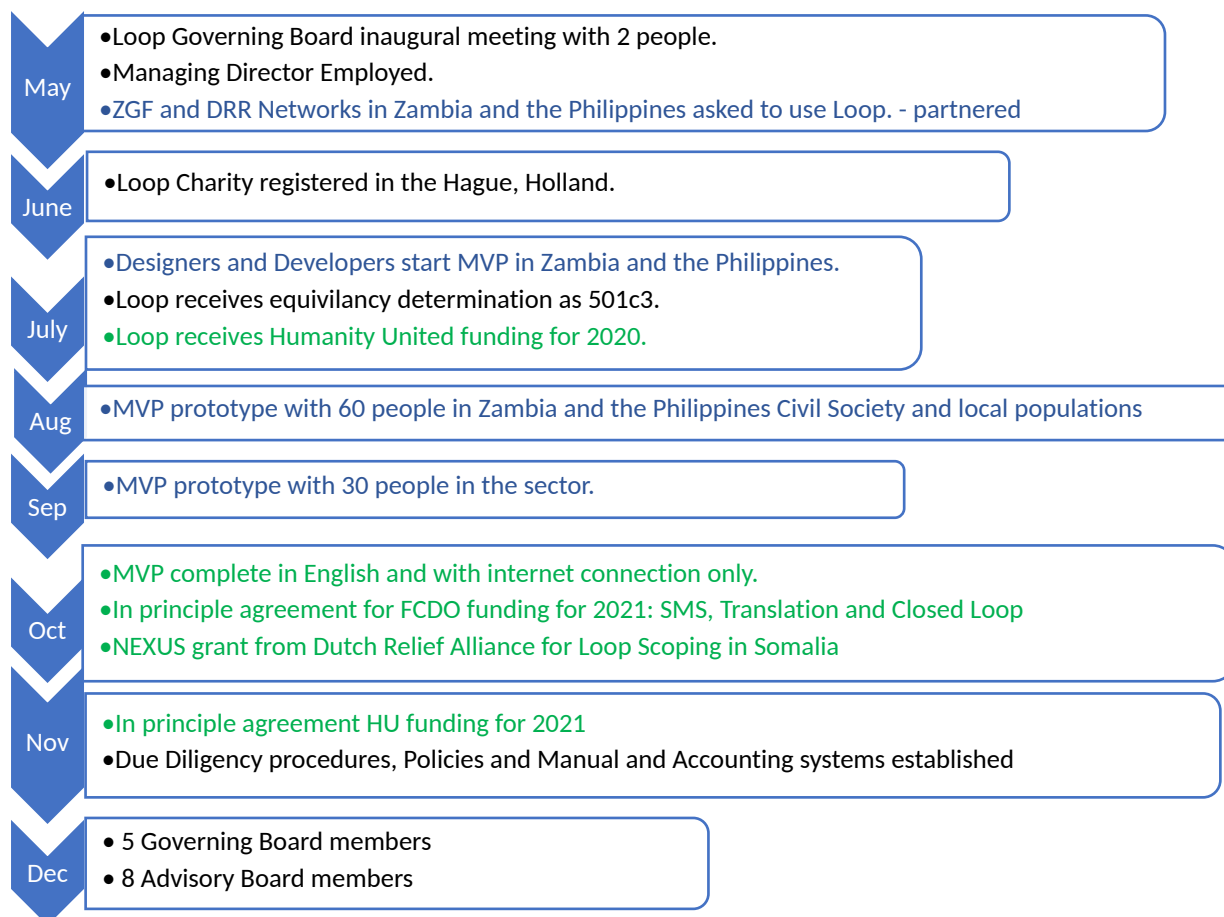 May
•Loop Governing Board inaugural meeting with 2 people.
•Managing Director Employed.
•ZGF and DRR Networks in Zambia and the Philippines asked to use Loop. - partnered
June
•Loop Charity registered in the Hague, Holland.
July
•Designers and Developers start MVP in Zambia and the Philippines.
•Loop receives equivilancy determination as 501c3.
•Loop receives Humanity United funding for 2020.
Aug
•MVP prototype with 60 people in Zambia and the Philippines Civil Society and local populations
Sep
•MVP prototype with 30 people in the sector.
Oct
•MVP complete in English and with internet connection only.
•In principle agreement for FCDO funding for 2021: SMS, Translation and Closed Loop
•NEXUS grant from Dutch Relief Alliance for Loop Scoping in Somalia
Nov
•In principle agreement HU funding for 2021
•Due Diligency procedures, Policies and Manual and Accounting systems established
Dec
• 5 Governing Board members
• 8 Advisory Board members